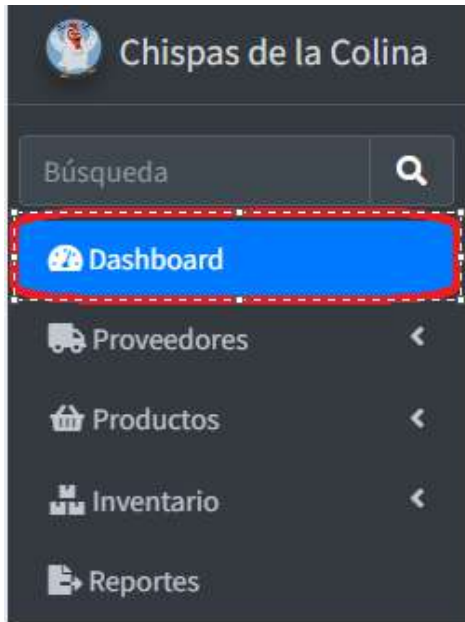 Chispas de la Colina
Búsqueda
Dashboard
Proveedores
Productos
Inventario
Reportes